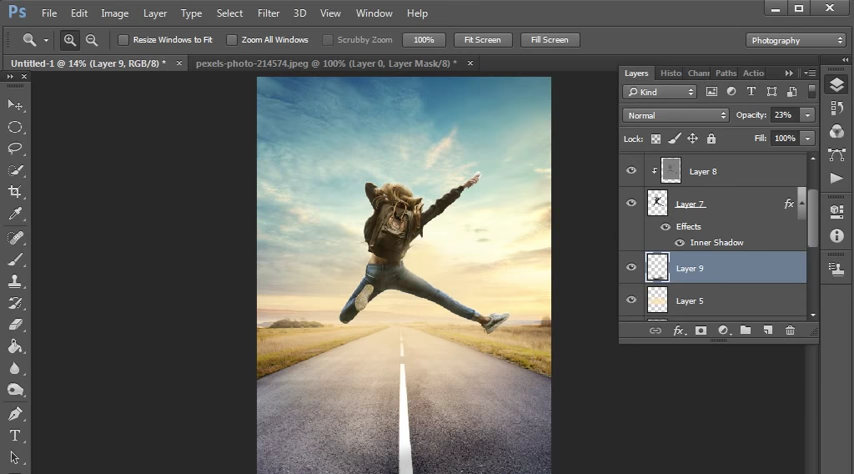 Ps File Edit Image Layer Type Select Filter 3D View Window Help
Resize Windows to Fit Zoom All Windows Scrubby Zoom 100% Fit Screen Fill Screen Photography
Untitled-1 @ 14% (Layer 9, RGB/8) * × pexels-photo-214574.jpeg @ 100% (Layer 0, Layer Mask/8) * ×
Layers Histo Chann Paths Actio
Kind
Normal Opacity: 23%
Lock: Fill: 100%
Layer 8
Layer 7 fx
Effects
Inner Shadow
Layer 9
Layer 5
fx
T